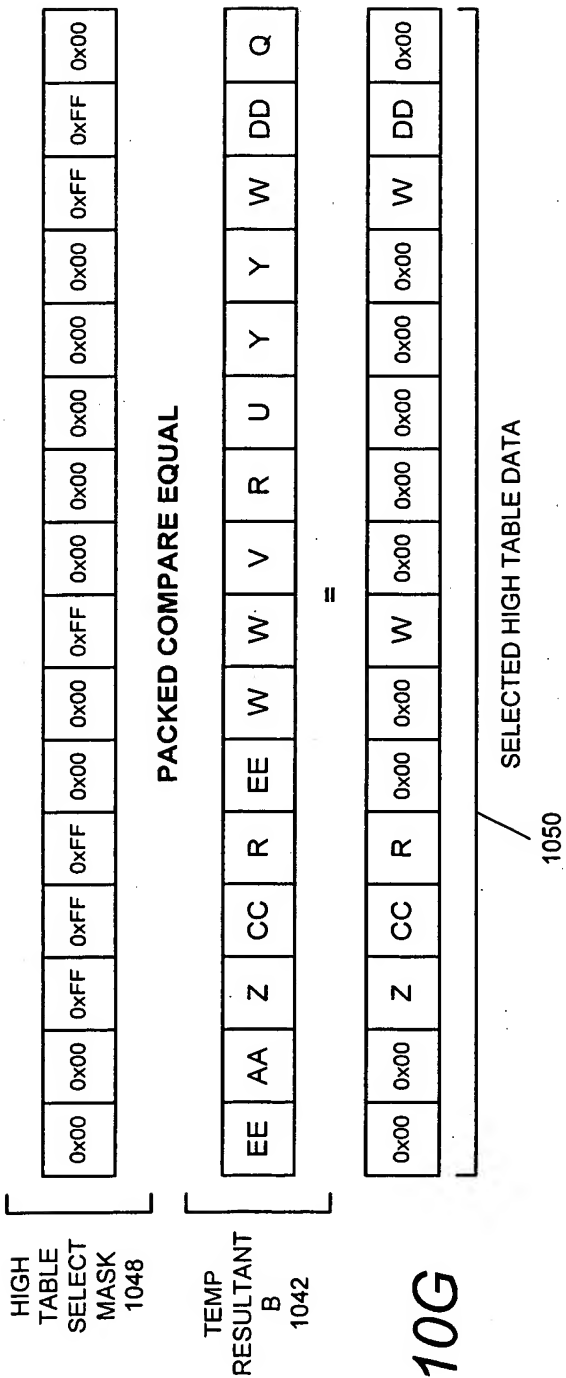 HIGH
TABLE
SELECT
MASK
1048
0x00 0x00 0xFF 0xFF 0xFF 0x00 0x00 0xFF 0x00 0x00 0x00 0x00 0x00 0xFF 0xFF 0x00
PACKED COMPARE EQUAL
TEMP
RESULTANT
B
1042
EE AA Z CC R EE W W V R U Y Y W DD Q
=
0x00 0x00 Z CC R 0x00 0x00 W 0x00 0x00 0x00 0x00 0x00 W DD 0x00
SELECTED HIGH TABLE DATA
1050
10G